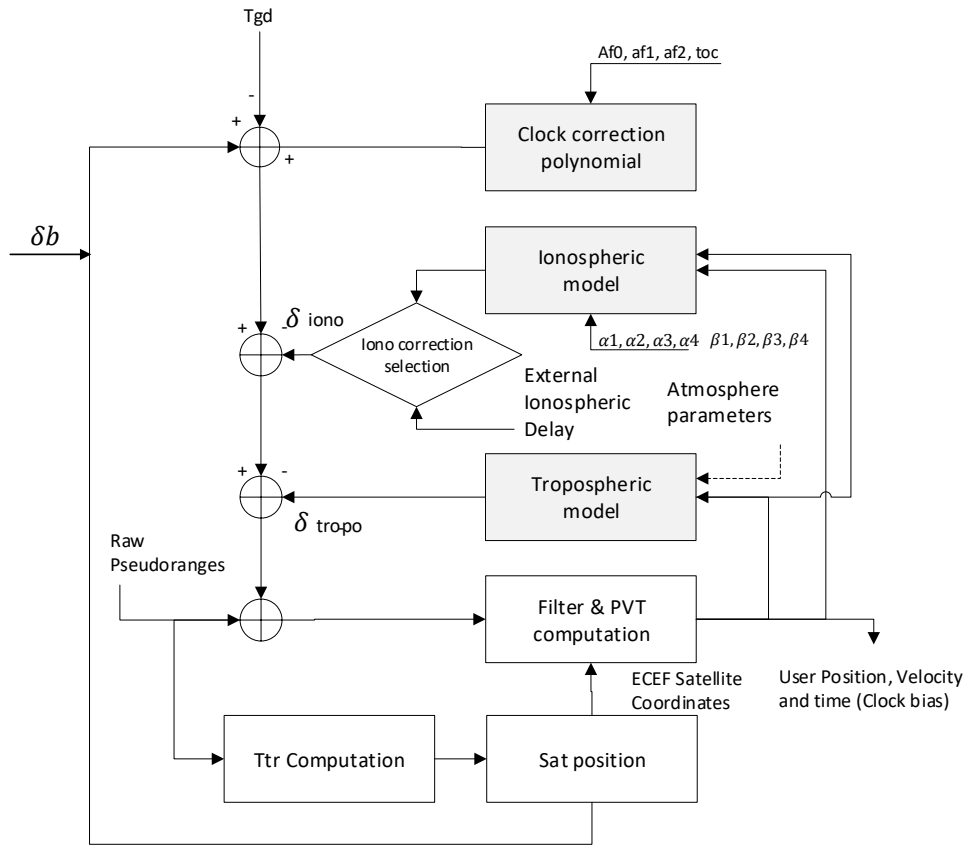 Tgd
Af0, af1, af2, toc
-
+
+
Clock correction
polynomial
δb
Ionospheric
model
+
-
δ iono
Iono correction
selection
α1, α2, α3, α4 β1, β2, β3, β4
External
Ionospheric
Delay
Atmosphere
parameters
+
-
Tropospheric
model
δ tro-po
Raw
Pseudoranges
Filter & PVT
computation
ECEF Satellite
Coordinates
User Position, Velocity
and time (Clock bias)
Ttr Computation
Sat position